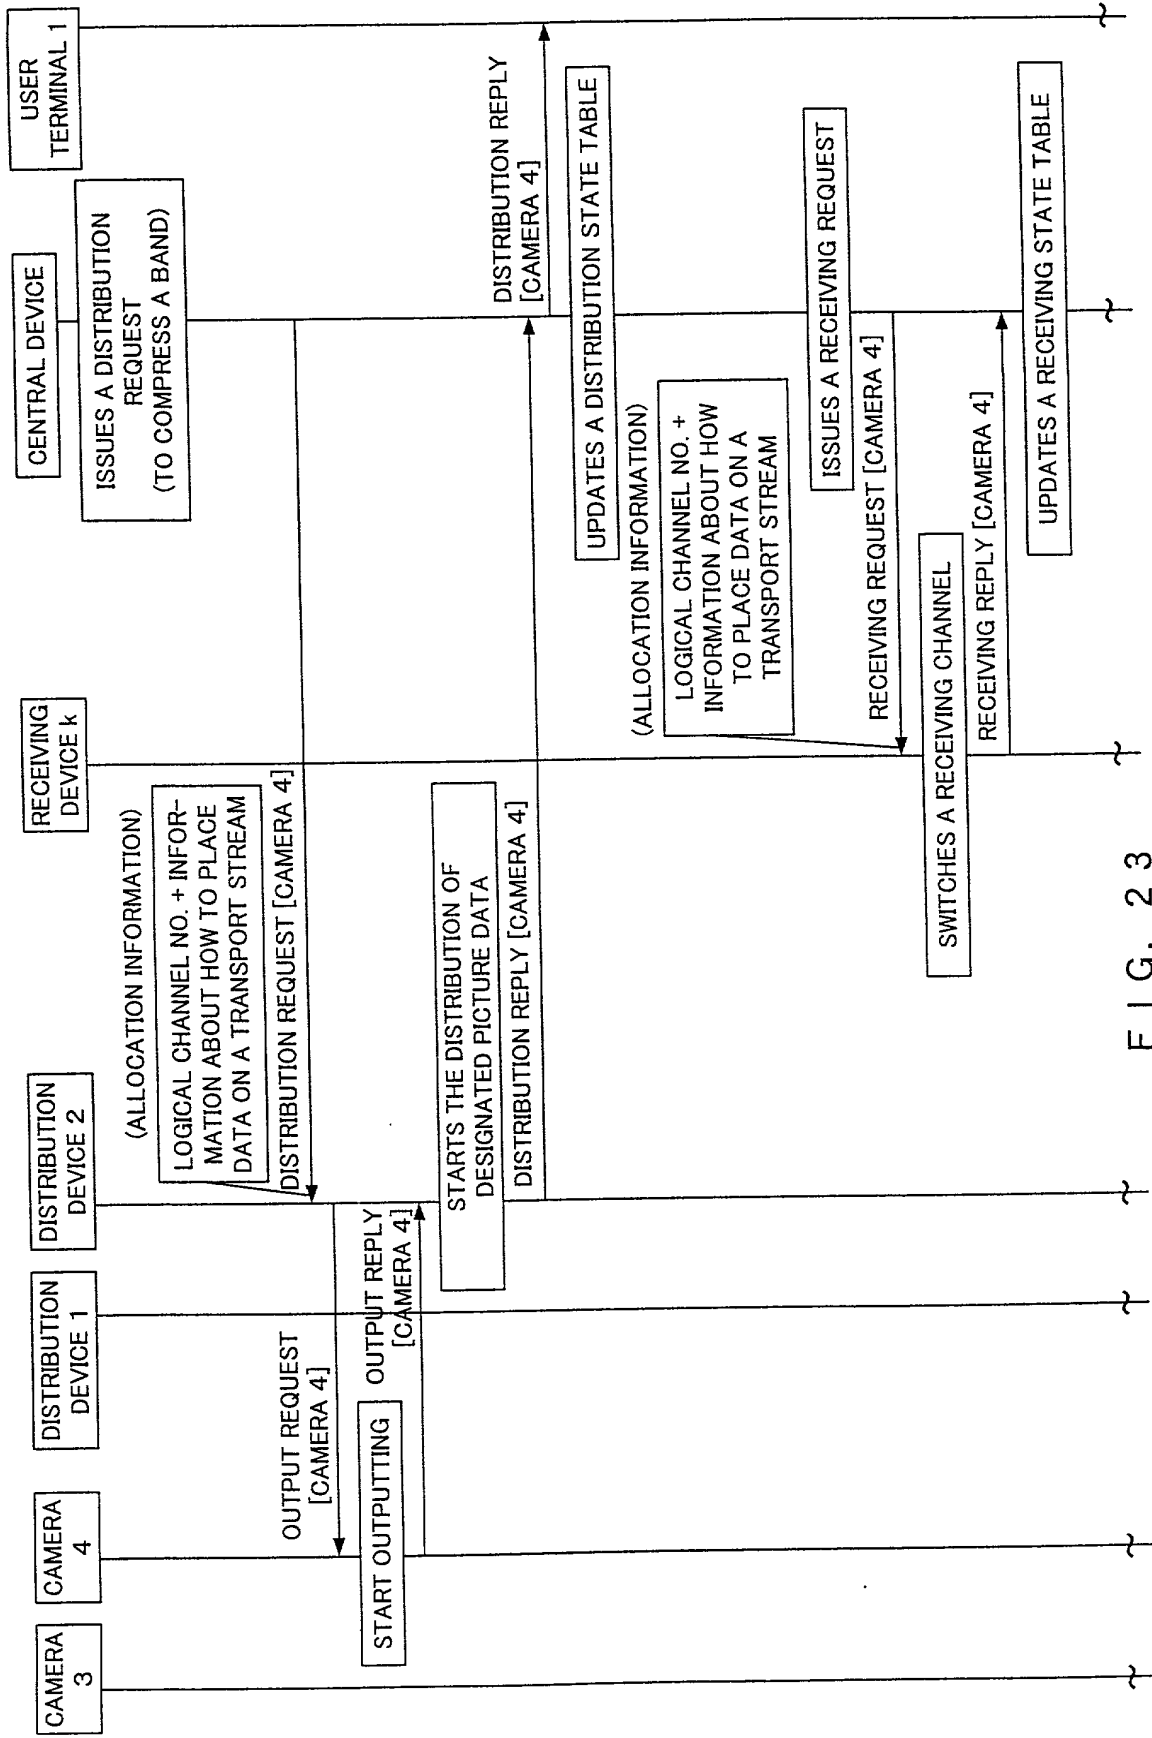 CAMERA
3
CAMERA
4
DISTRIBUTION
DEVICE 1
DISTRIBUTION
DEVICE 2
RECEIVING
DEVICE k
CENTRAL DEVICE
USER
TERMINAL 1
ISSUES A DISTRIBUTION
REQUEST
(TO COMPRESS A BAND)
(ALLOCATION INFORMATION)
LOGICAL CHANNEL NO. + INFOR-
MATION ABOUT HOW TO PLACE
DATA ON A TRANSPORT STREAM
DISTRIBUTION REQUEST [CAMERA 4]
OUTPUT REQUEST
[CAMERA 4]
START OUTPUTTING
OUTPUT REPLY
[CAMERA 4]
STARTS THE DISTRIBUTION OF
DESIGNATED PICTURE DATA
DISTRIBUTION REPLY [CAMERA 4]
DISTRIBUTION REPLY
[CAMERA 4]
UPDATES A DISTRIBUTION STATE TABLE
(ALLOCATION INFORMATION)
LOGICAL CHANNEL NO. +
INFORMATION ABOUT HOW
TO PLACE DATA ON A
TRANSPORT STREAM
ISSUES A RECEIVING REQUEST
RECEIVING REQUEST [CAMERA 4]
SWITCHES A RECEIVING CHANNEL
RECEIVING REPLY [CAMERA 4]
UPDATES A RECEIVING STATE TABLE
FIG. 23